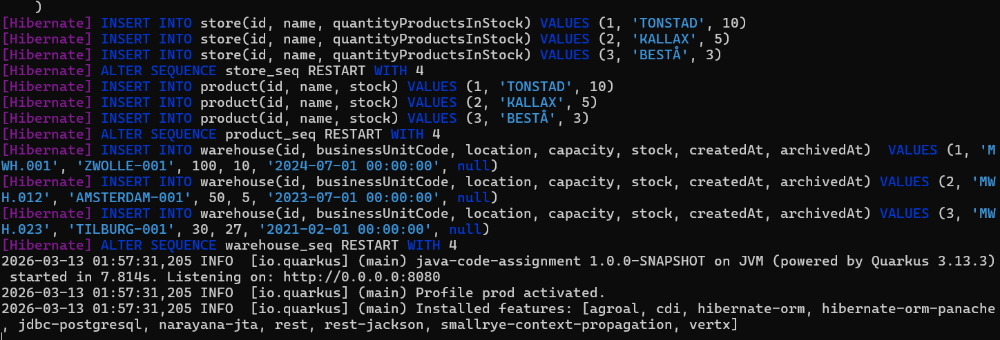 )
[Hibernate] INSERT INTO store(id, name, quantityProductsInStock) VALUES (1, 'TONSTAD', 10)
[Hibernate] INSERT INTO store(id, name, quantityProductsInStock) VALUES (2, 'KALLAX', 5)
[Hibernate] INSERT INTO store(id, name, quantityProductsInStock) VALUES (3, 'BESTÅ', 3)
[Hibernate] ALTER SEQUENCE store_seq RESTART WITH 4
[Hibernate] INSERT INTO product(id, name, stock) VALUES (1, 'TONSTAD', 10)
[Hibernate] INSERT INTO product(id, name, stock) VALUES (2, 'KALLAX', 5)
[Hibernate] INSERT INTO product(id, name, stock) VALUES (3, 'BESTÅ', 3)
[Hibernate] ALTER SEQUENCE product_seq RESTART WITH 4
[Hibernate] INSERT INTO warehouse(id, businessUnitCode, location, capacity, stock, createdAt, archivedAt)  VALUES (1, 'M
WH.001', 'ZWOLLE-001', 100, 10, '2024-07-01 00:00:00', null)
[Hibernate] INSERT INTO warehouse(id, businessUnitCode, location, capacity, stock, createdAt, archivedAt) VALUES (2, 'MW
H.012', 'AMSTERDAM-001', 50, 5, '2023-07-01 00:00:00', null)
[Hibernate] INSERT INTO warehouse(id, businessUnitCode, location, capacity, stock, createdAt, archivedAt) VALUES (3, 'MW
H.023', 'TILBURG-001', 30, 27, '2021-02-01 00:00:00', null)
[Hibernate] ALTER SEQUENCE warehouse_seq RESTART WITH 4
2026-03-13 01:57:31,205 INFO  [io.quarkus] (main) java-code-assignment 1.0.0-SNAPSHOT on JVM (powered by Quarkus 3.13.3)
 started in 7.814s. Listening on: http://0.0.0.0:8080
2026-03-13 01:57:31,205 INFO  [io.quarkus] (main) Profile prod activated.
2026-03-13 01:57:31,205 INFO  [io.quarkus] (main) Installed features: [agroal, cdi, hibernate-orm, hibernate-orm-panache
, jdbc-postgresql, narayana-jta, rest, rest-jackson, smallrye-context-propagation, vertx]